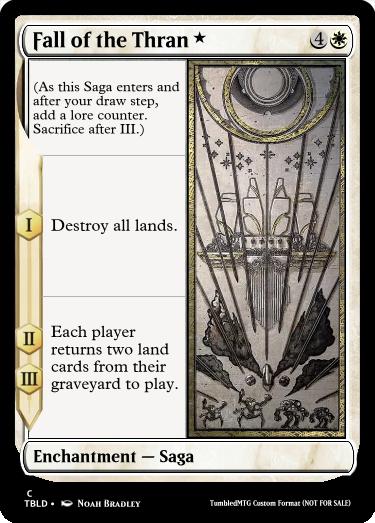 Fall of the Thran ★ 4
(As this Saga enters and
after your draw step,
add a lore counter.
Sacrifice after III.)
I
Destroy all lands.
II
III
Each player
returns two land
cards from their
graveyard to play.
Enchantment — Saga
C
TBLD • Noah Bradley
TumbledMTG Custom Format (NOT FOR SALE)